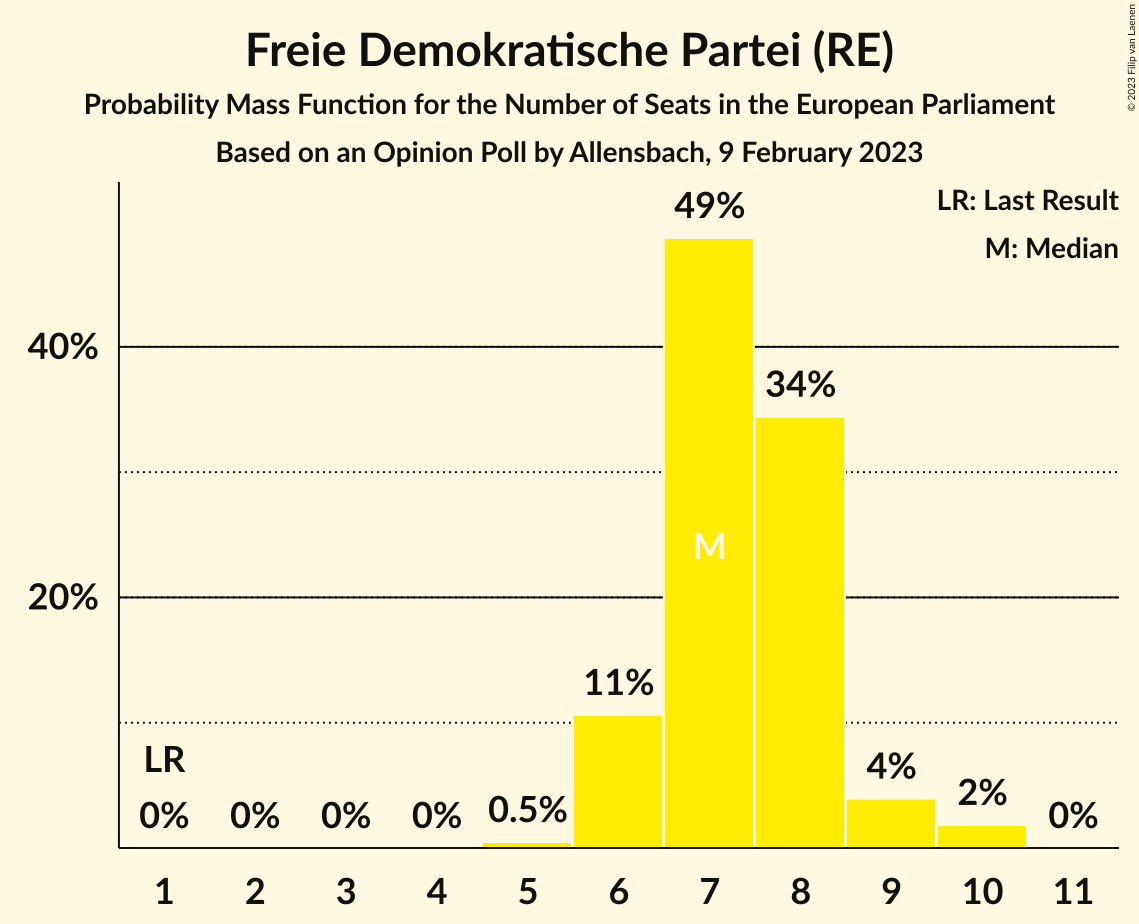 Freie Demokratische Partei (RE)
Probability Mass Function for the Number of Seats in the European Parliament
Based on an Opinion Poll by Allensbach, 9 February 2023
© 2023 Filip van Laenen
LR: Last Result
M: Median
49%
40%
34%
M
20%
11%
LR
4%
2%
0% 0% 0% 0% 0.5% 0%
1 2 3 4 5 6 7 8 9 10 11